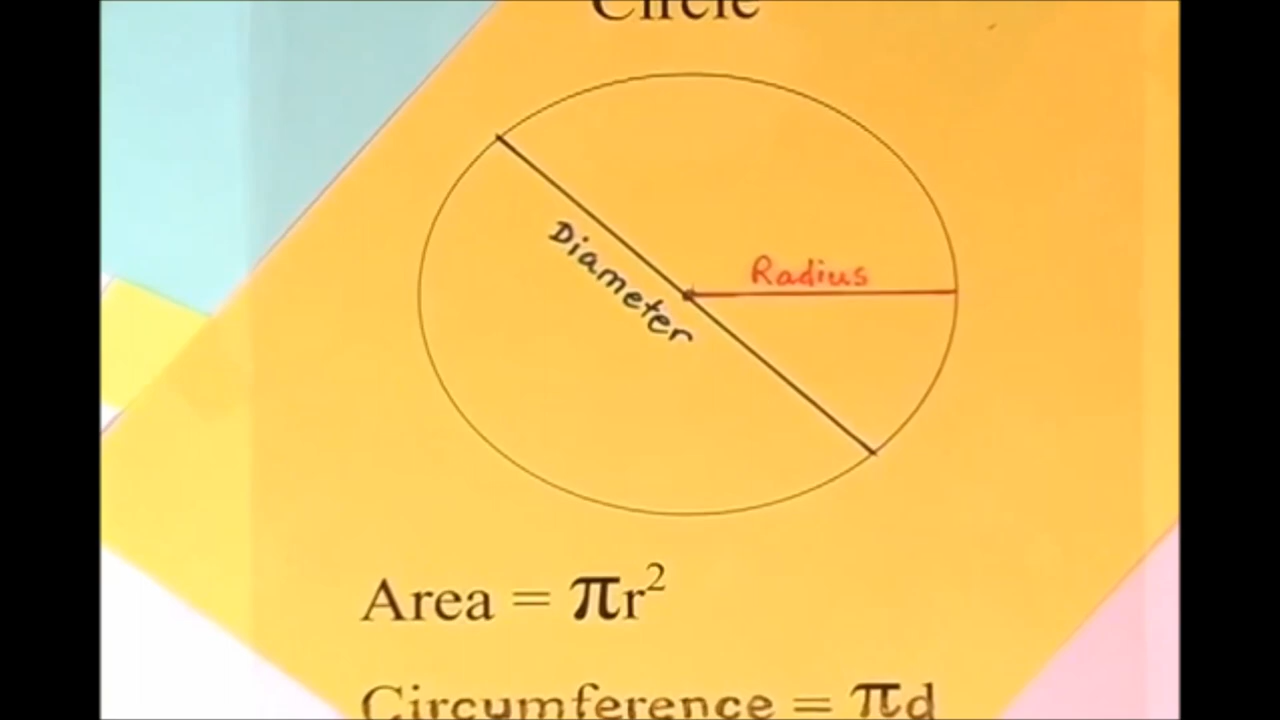 Circle
Diameter
Radius
Area = πr²
Circumference = πd